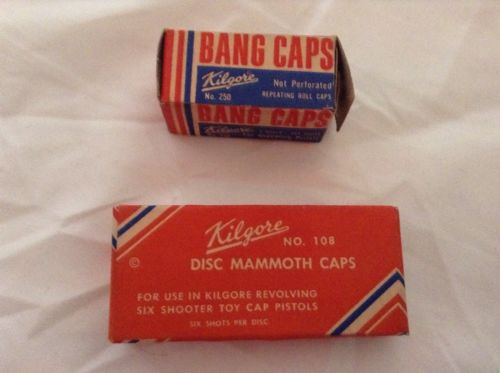 BANG CAPS
Kilgore
Not Perforated
No. 250
REPEATING ROLL CAPS
BANG CAPS
Kilgore
Kilgore NO. 108
©
DISC MAMMOTH CAPS
FOR USE IN KILGORE REVOLVING
SIX SHOOTER TOY CAP PISTOLS
SIX SHOTS PER DISC